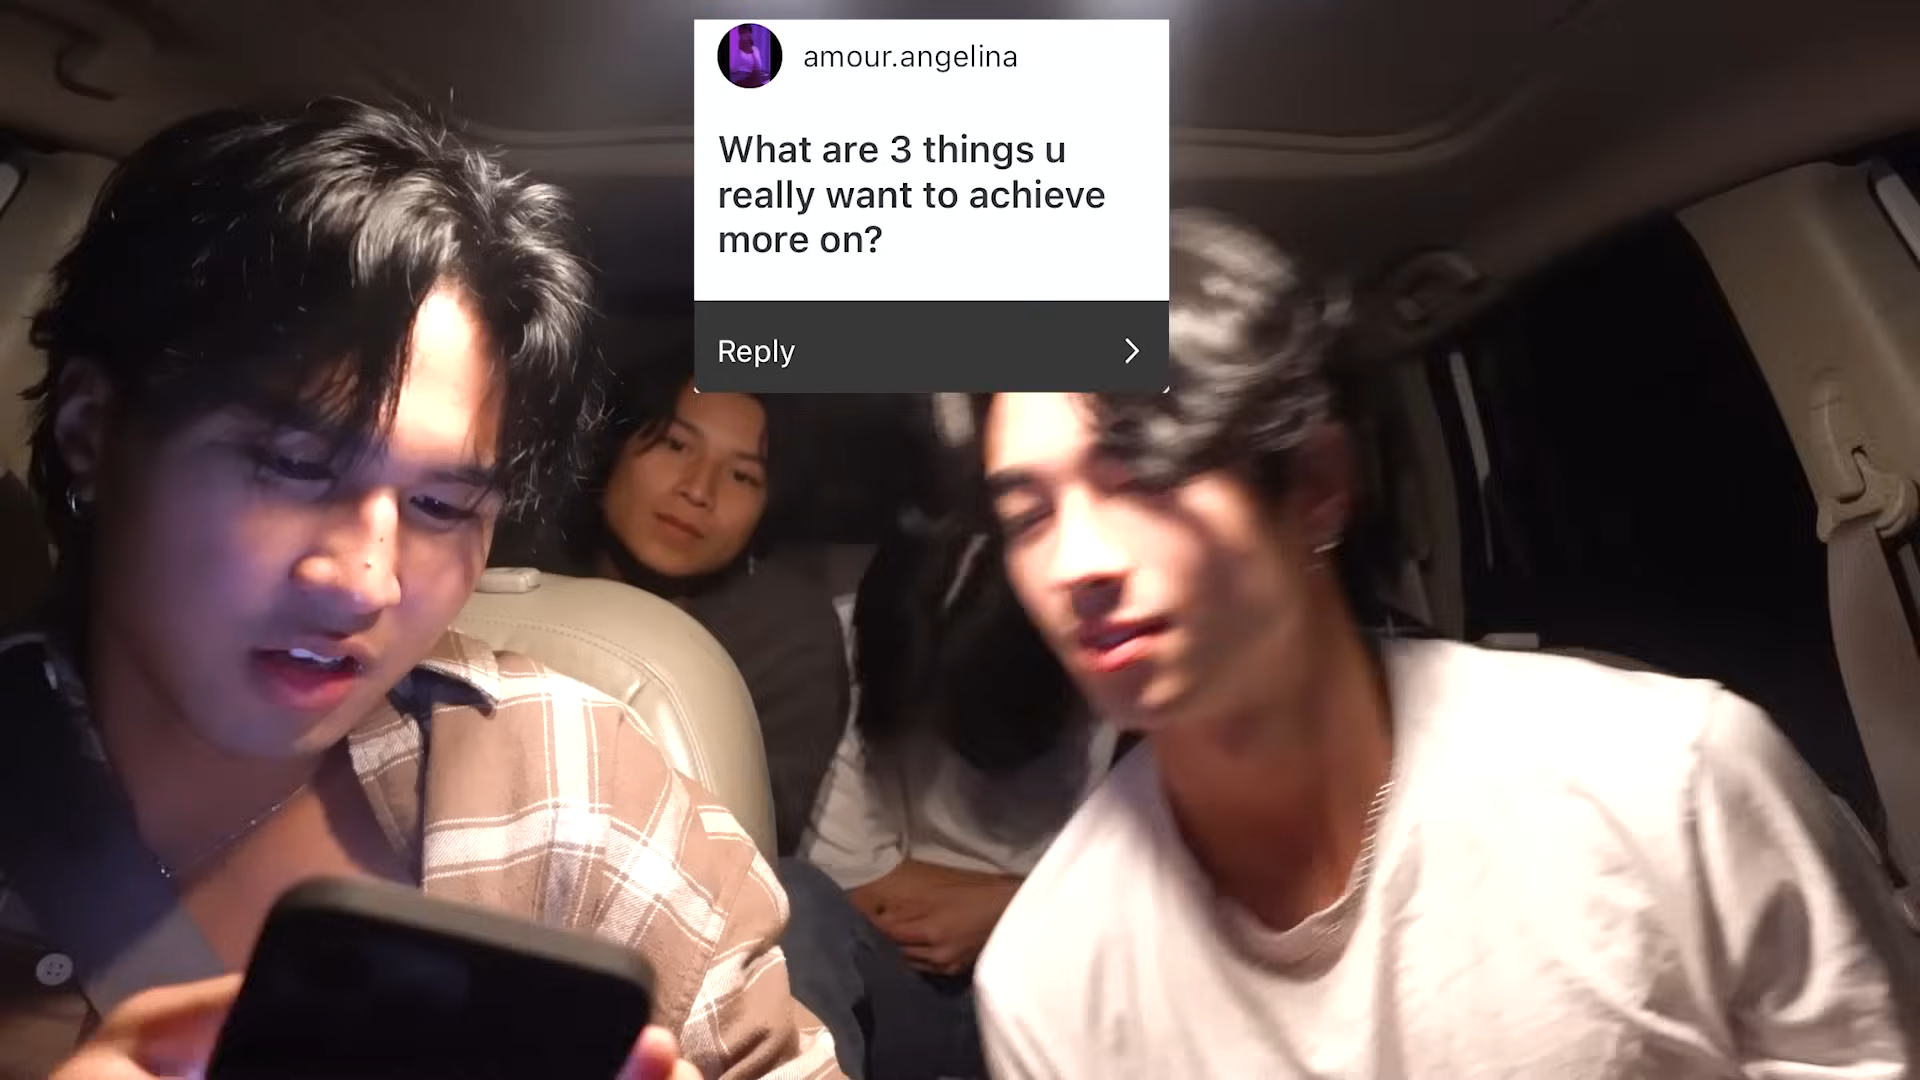 amour.angelina
What are 3 things u
really want to achieve
more on?
Reply